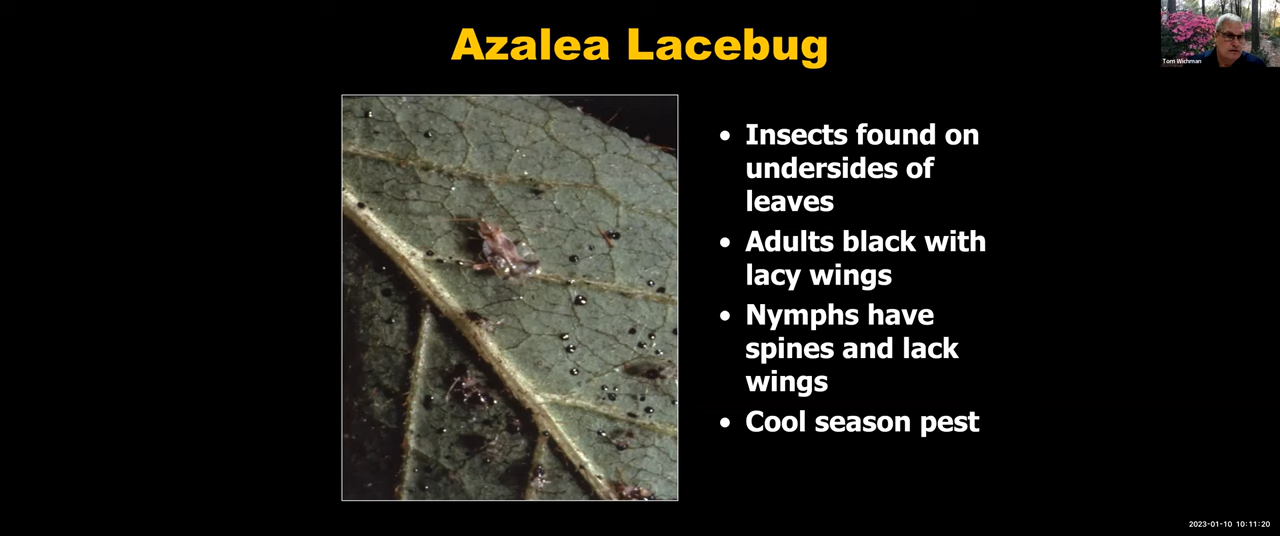 Azalea Lacebug
Tom Wichman
• Insects found on
undersides of
leaves
• Adults black with
lacy wings
• Nymphs have
spines and lack
wings
• Cool season pest
2023-01-10 10:11:20